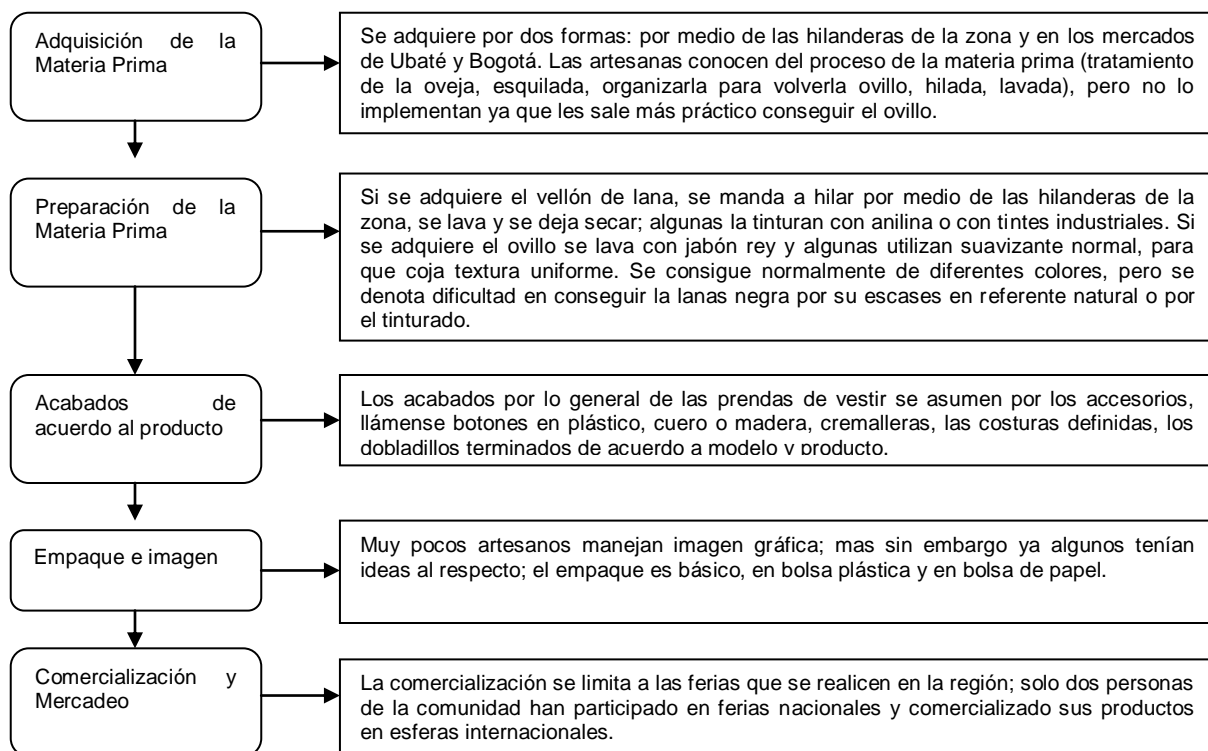 Adquisición de la
Materia Prima
Se adquiere por dos formas: por medio de las hilanderas de la zona y en los mercados
de Ubaté y Bogotá. Las artesanas conocen del proceso de la materia prima (tratamiento
de la oveja, esquilada, organizarla para volverla ovillo, hilada, lavada), pero no lo
implementan ya que les sale más práctico conseguir el ovillo.
Preparación de la
Materia Prima
Si se adquiere el vellón de lana, se manda a hilar por medio de las hilanderas de la
zona, se lava y se deja secar; algunas la tinturan con anilina o con tintes industriales. Si
se adquiere el ovillo se lava con jabón rey y algunas utilizan suavizante normal, para
que coja textura uniforme. Se consigue normalmente de diferentes colores, pero se
denota dificultad en conseguir la lanas negra por su escases en referente natural o por
el tinturado.
Acabados de
acuerdo al producto
Los acabados por lo general de las prendas de vestir se asumen por los accesorios,
llámense botones en plástico, cuero o madera, cremalleras, las costuras definidas, los
dobladillos terminados de acuerdo a modelo y producto.
Empaque e imagen
Muy pocos artesanos manejan imagen gráfica; mas sin embargo ya algunos tenían
ideas al respecto; el empaque es básico, en bolsa plástica y en bolsa de papel.
Comercialización y
Mercadeo
La comercialización se limita a las ferias que se realicen en la región; solo dos personas
de la comunidad han participado en ferias nacionales y comercializado sus productos
en esferas internacionales.